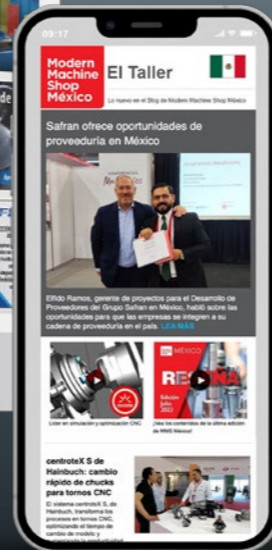 09:17
Modern
Machine
Shop
México
El Taller
Lo nuevo en el Blog de Modern Machine Shop México
Safran ofrece oportunidades de
proveeduría en México
Elfido Ramos, gerente de proyectos para el Desarrollo de
Proveedores del Grupo Safran en México, habló sobre las
oportunidades para que las empresas se integren a su
cadena de proveeduría en el país. LEA MÁS
MÉXICO
RESEÑA
Edición
Julio
2022
Líder en simulación y optimización CNC
¡Vea los contenidos de la última edición
de MMS México!
centroteX S de
Hainbuch: cambio
rápido de chucks
para tornos CNC
El sistema centroteX S, de
Hainbuch, transforma los
procesos en tornos CNC,
optimizando el tiempo de
cambio de modelo y
aumentando la productividad